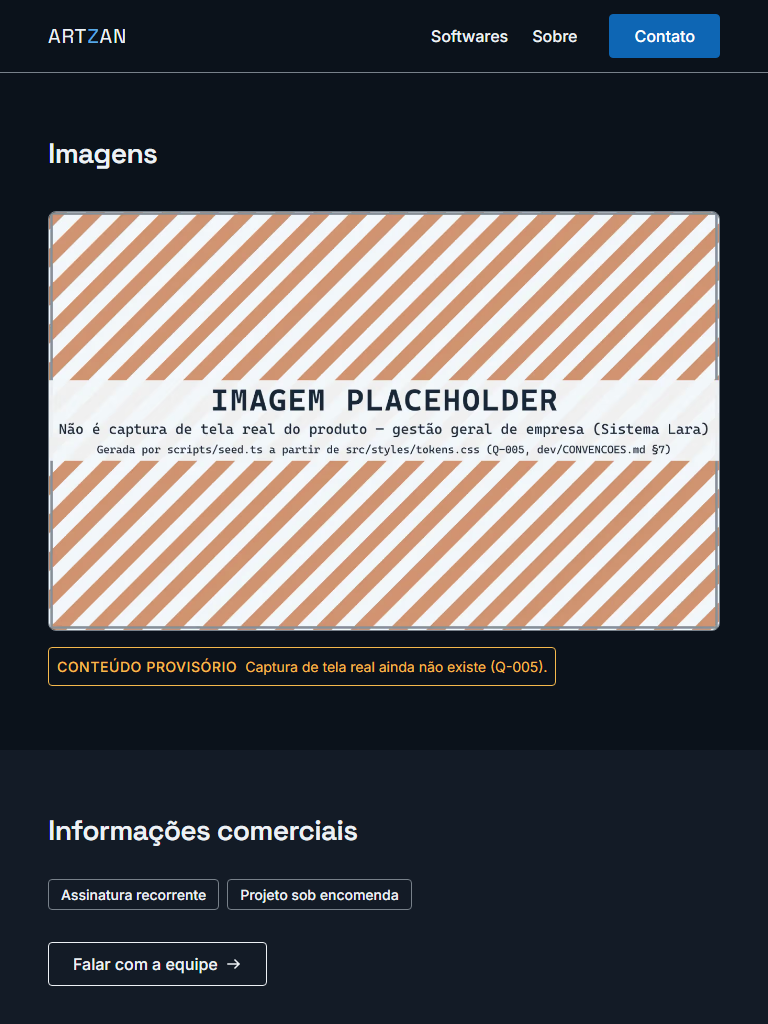 ARTZAN
Softwares
Sobre
Contato
Imagens
IMAGEM PLACEHOLDER
Não é captura de tela real do produto — gestão geral de empresa (Sistema Lara)
Gerada por scripts/seed.ts a partir de src/styles/tokens.css (Q-005, dev/CONVENCOES.md §7)
CONTEÚDO PROVISÓRIO Captura de tela real ainda não existe (Q-005).
Informações comerciais
Assinatura recorrente
Projeto sob encomenda
Falar com a equipe →